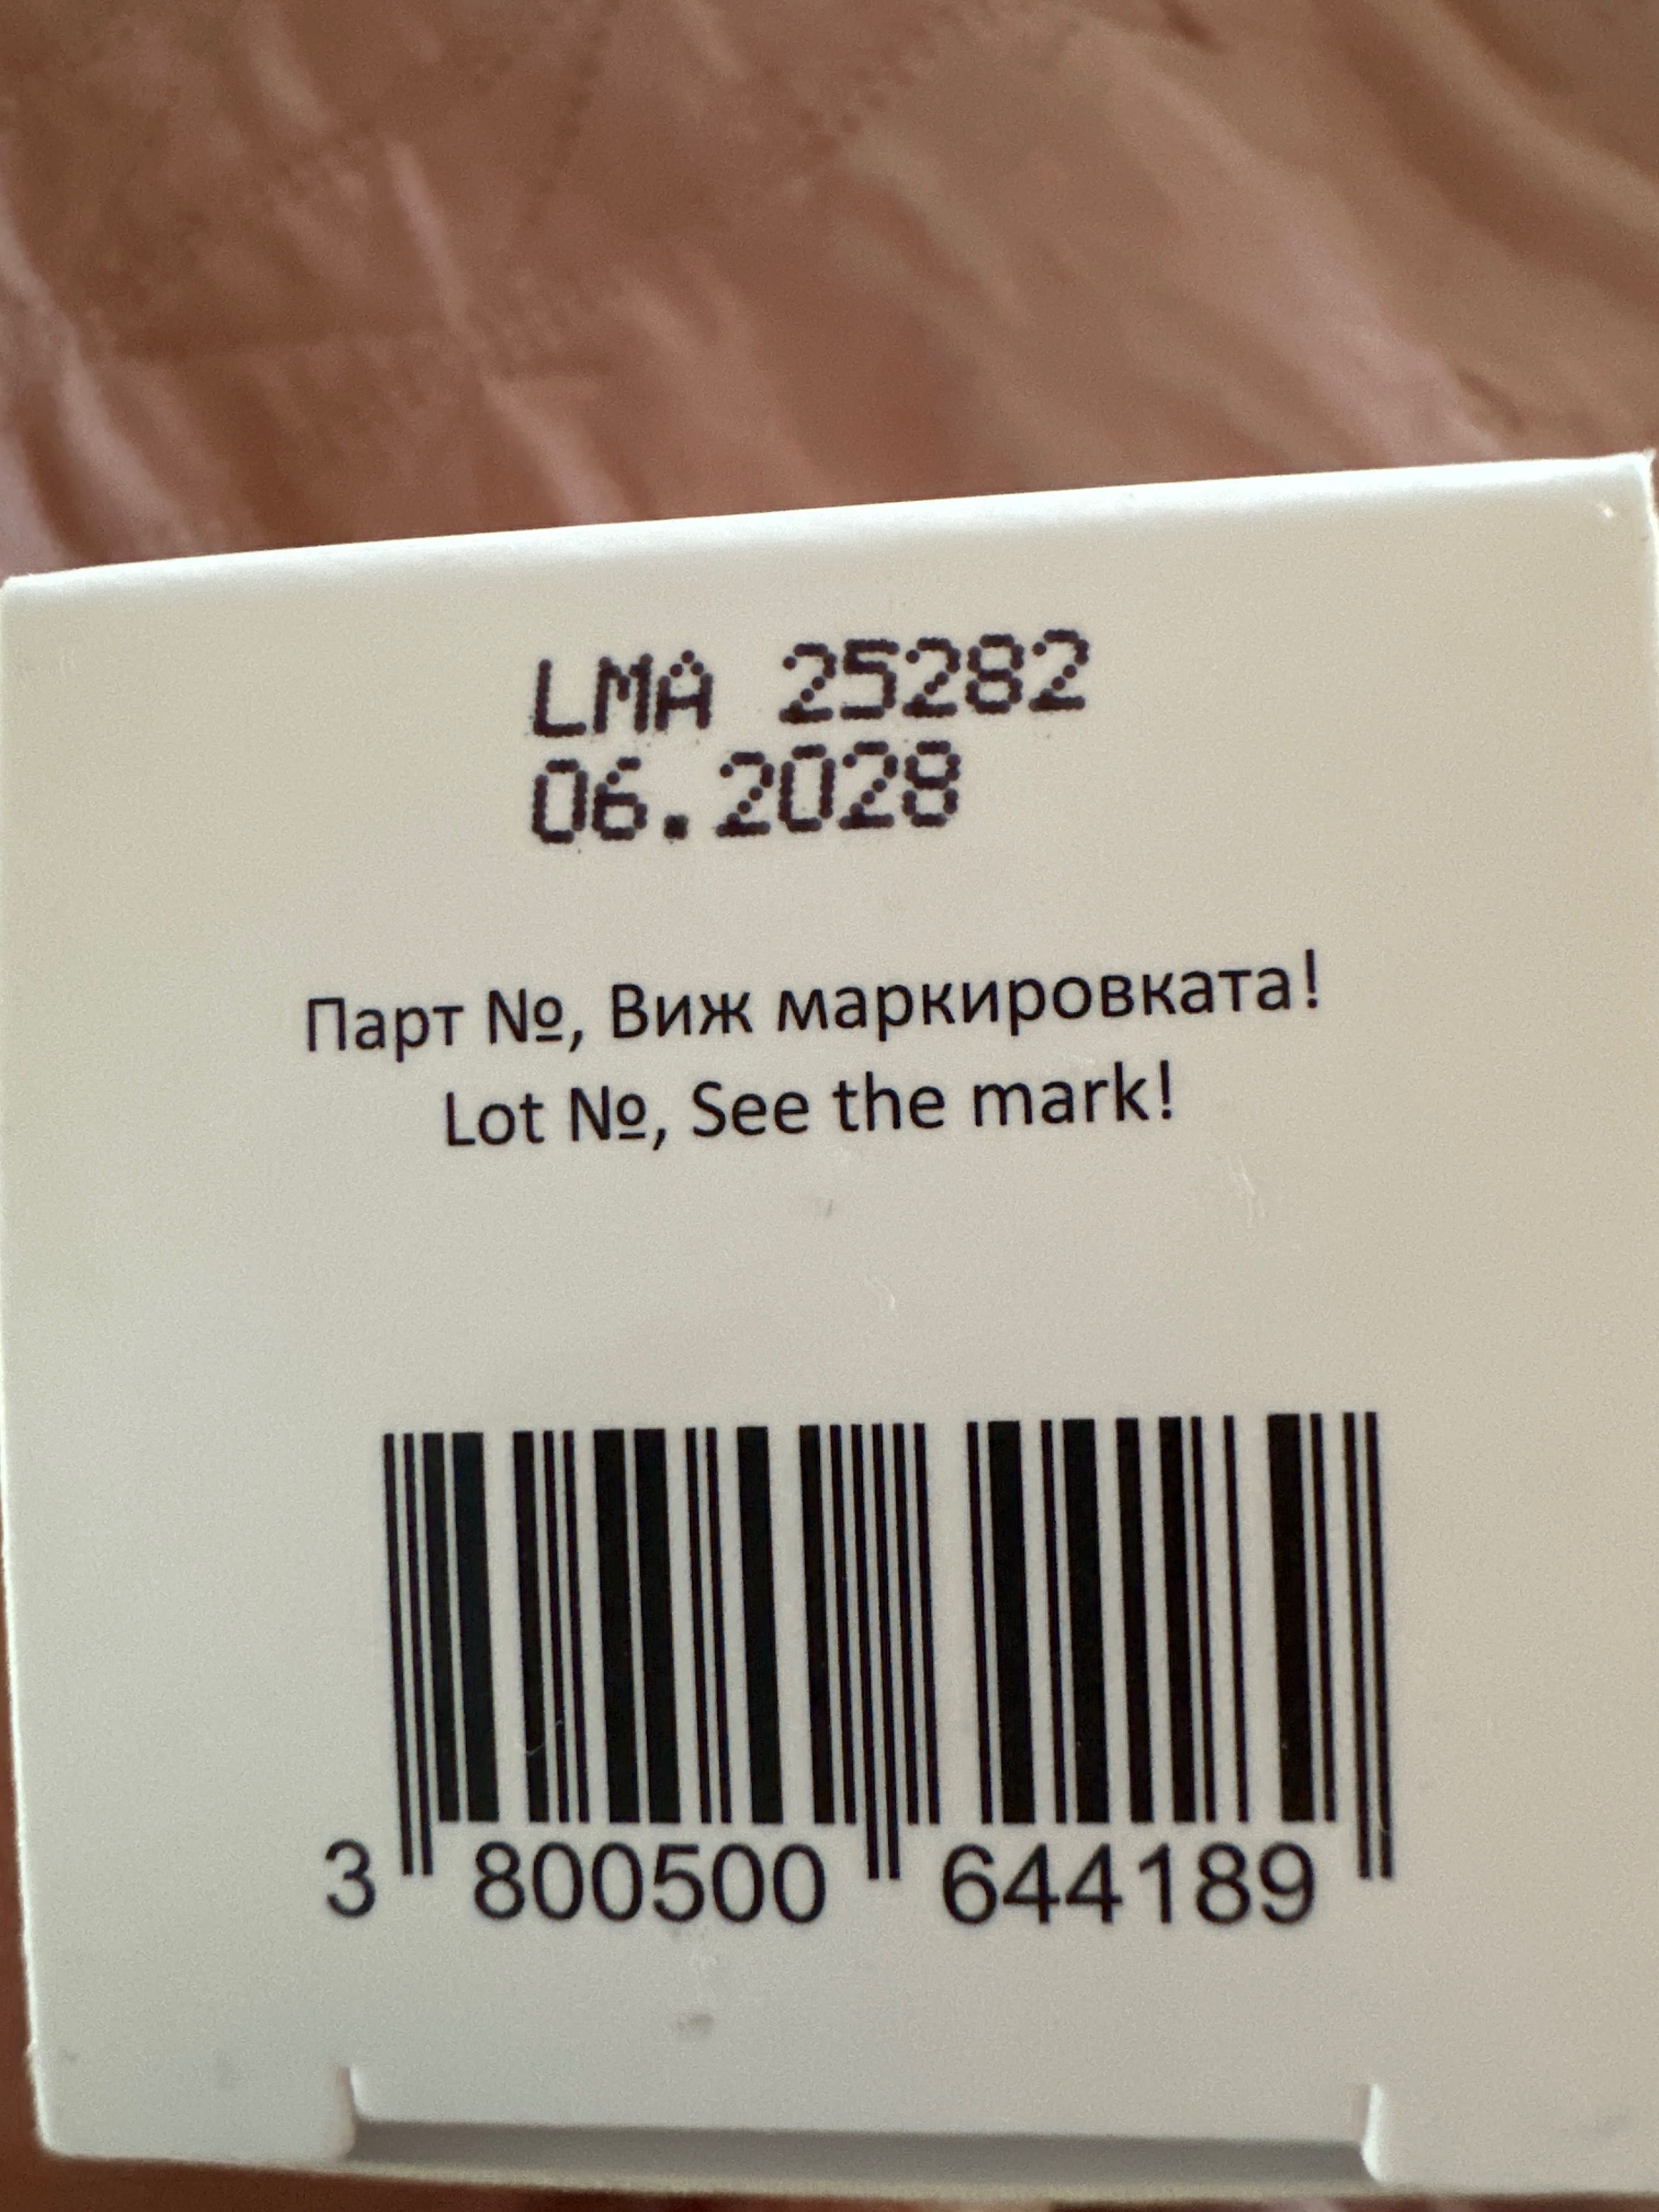 LMA 25282
06.2028
Парт №, Виж маркировката!
Lot №, See the mark!
3 800500 644189